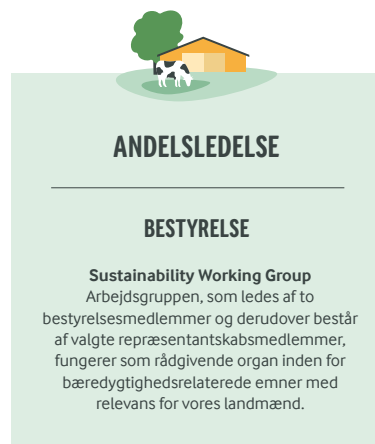 ANDELSLEDELSE
BESTYRELSE
Sustainability Working Group
Arbejdsgruppen, som ledes af to
bestyrelsesmedlemmer og derudover består
af valgte repræsentantskabsmedlemmer,
fungerer som rådgivende organ inden for
bæredygtighedsrelaterede emner med
relevans for vores landmænd.